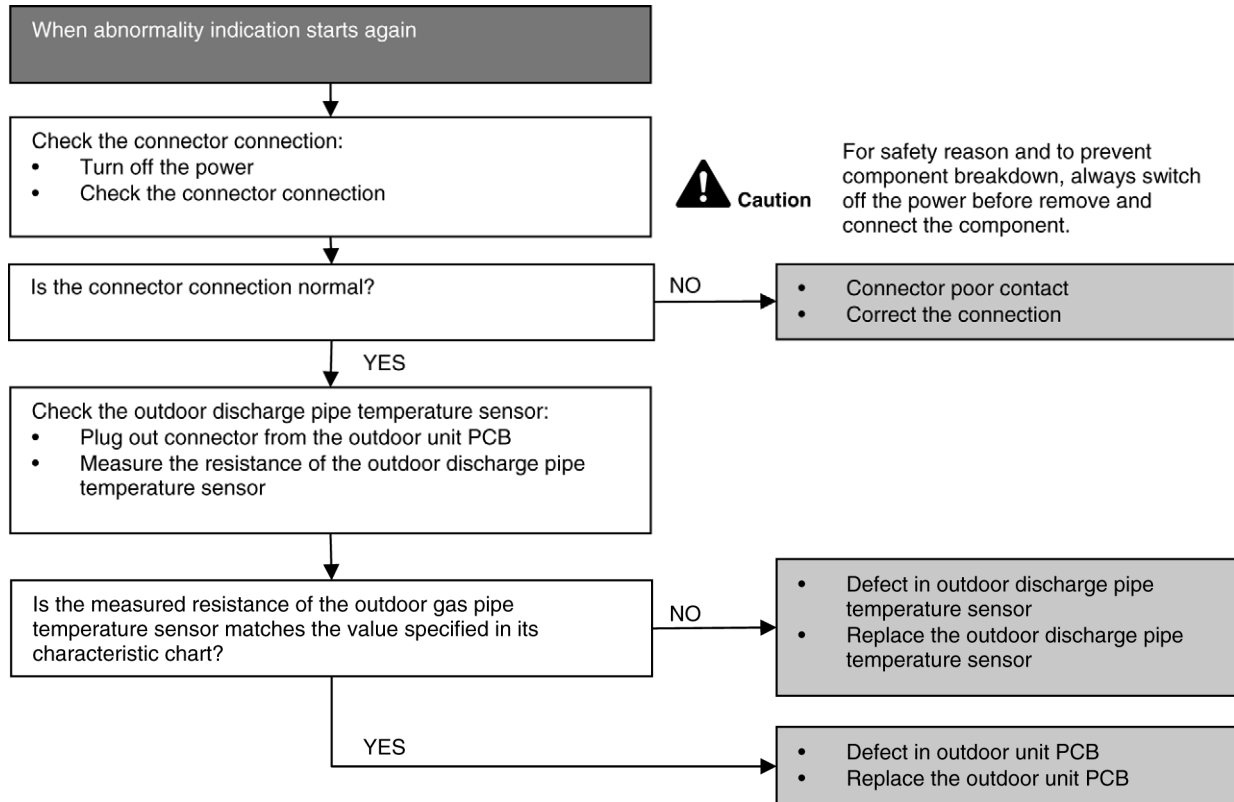 When abnormality indication starts again
Check the connector connection:
• Turn off the power
• Check the connector connection
Caution
For safety reason and to prevent
component breakdown, always switch
off the power before remove and
connect the component.
Is the connector connection normal?
NO
• Connector poor contact
• Correct the connection
YES
Check the outdoor discharge pipe temperature sensor:
• Plug out connector from the outdoor unit PCB
• Measure the resistance of the outdoor discharge pipe
temperature sensor
Is the measured resistance of the outdoor gas pipe
temperature sensor matches the value specified in its
characteristic chart?
NO
• Defect in outdoor discharge pipe
temperature sensor
• Replace the outdoor discharge pipe
temperature sensor
YES
• Defect in outdoor unit PCB
• Replace the outdoor unit PCB